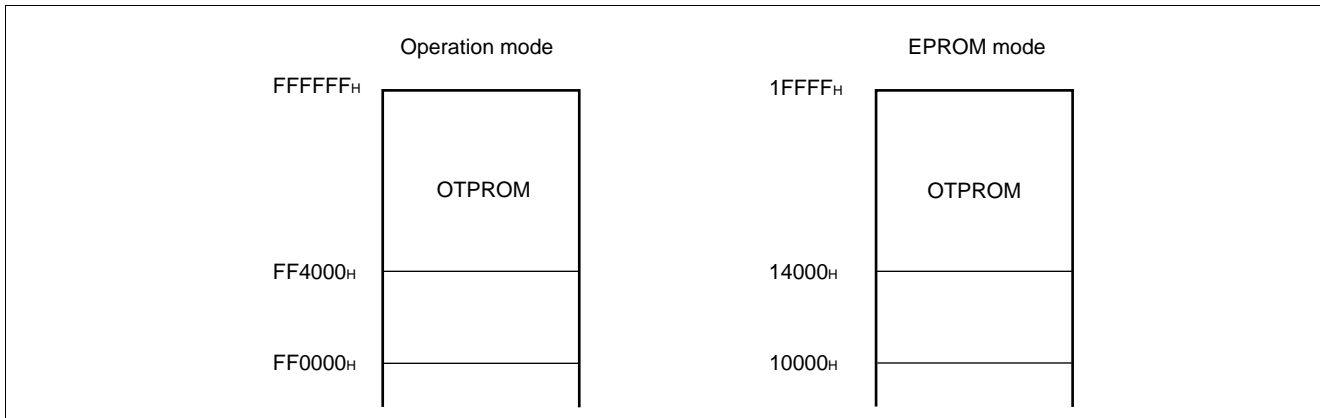 Operation mode EPROM mode
FFFFFFH 1FFFFH
OTPROM OTPROM
FF4000H 14000H
FF0000H 10000H